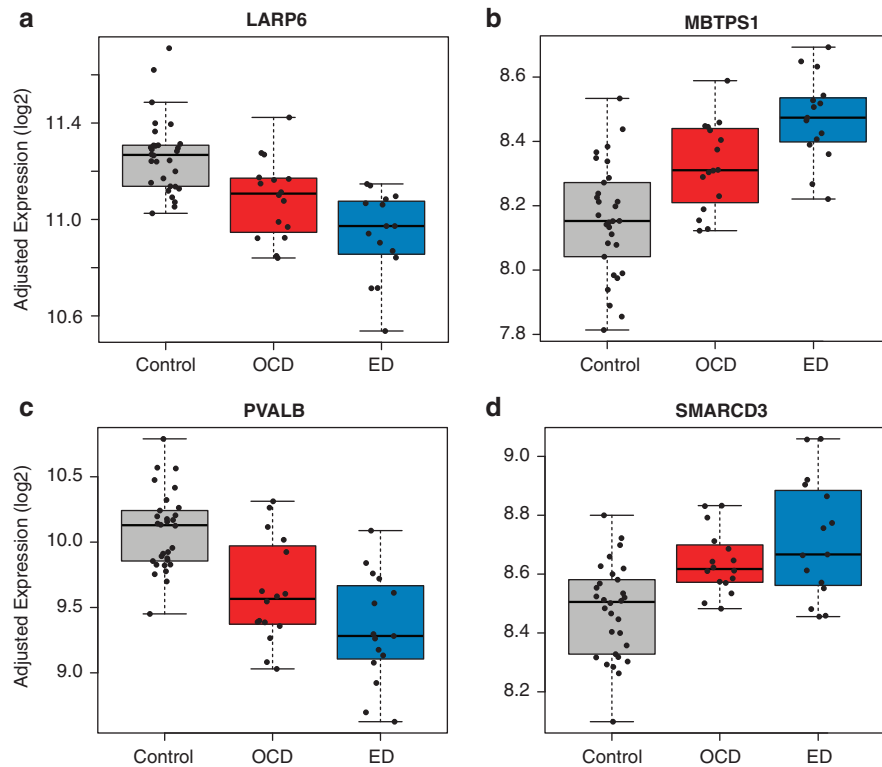 a
LARP6
Adjusted Expression (log2)
11.4
11.0
10.6
Control OCD ED
b
MBTPS1
8.6
8.4
8.2
8.0
7.8
Control OCD ED
c
PVALB
Adjusted Expression (log2)
10.5
10.0
9.5
9.0
Control OCD ED
d
SMARCD3
9.0
8.8
8.6
8.4
8.2
Control OCD ED